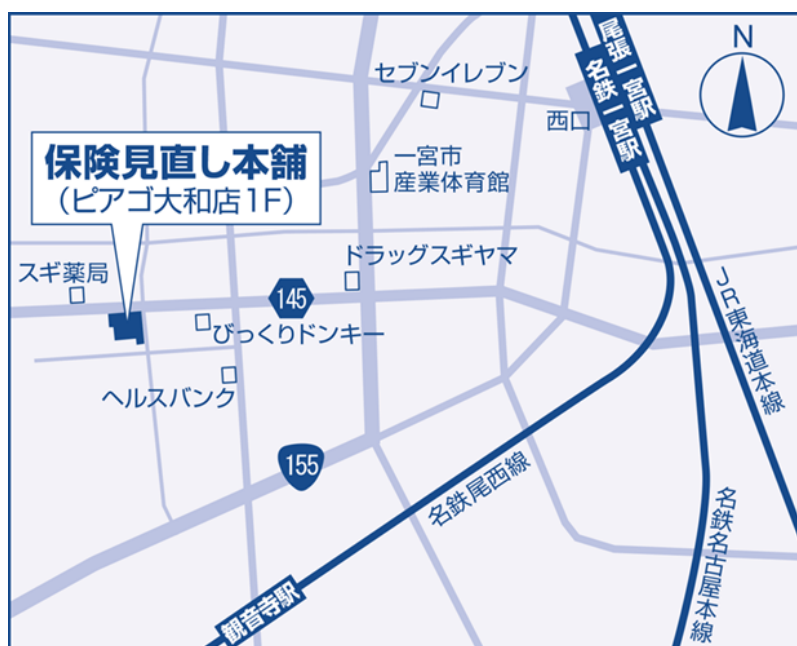 尾張一宮駅
名鉄一宮駅
N
セブンイレブン
西口
保険見直し本舗
(ピアゴ大和店1F)
一宮市
産業体育館
スギ薬局
ドラッグスギヤマ
145
びっくりドンキー
JR東海道本線
ヘルスバンク
155
名鉄尾西線
名鉄名古屋本線
観音寺駅